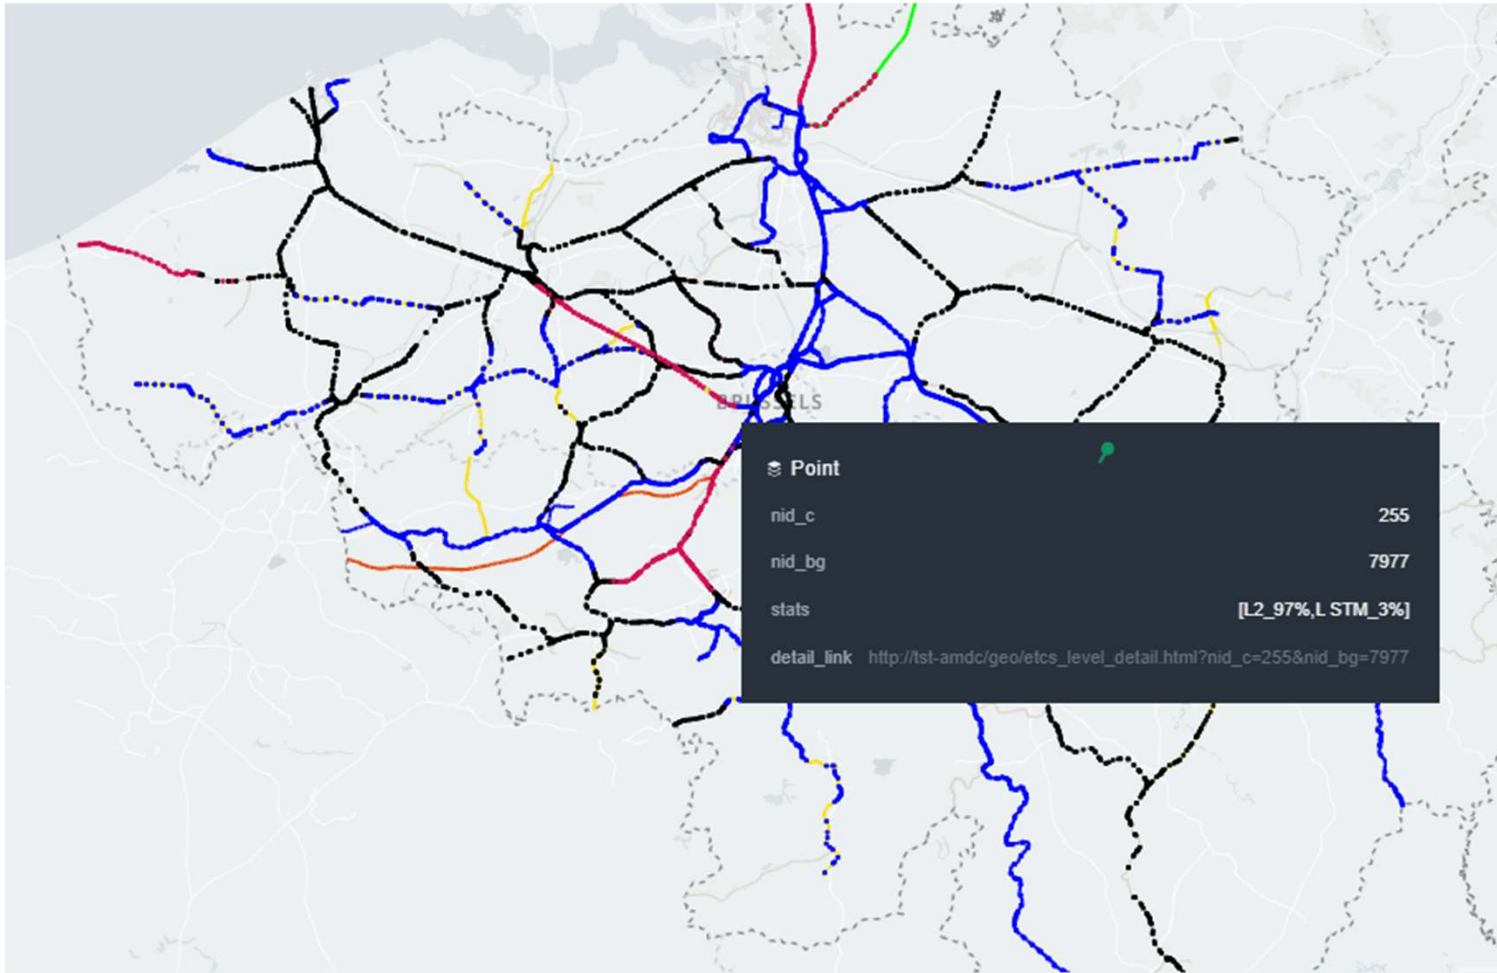 BRUSSELS
Point
nid_c 255
nid_bg 7977
stats [L2_97%,L STM_3%]
detail_link http://tst-amdc/geo/etcs_level_detail.html?nid_c=255&nid_bg=7977